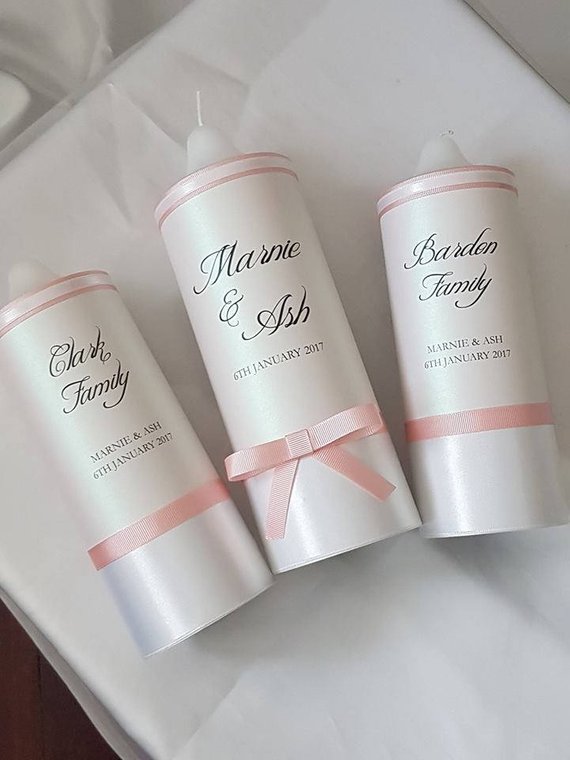 Clark
Family
MARNIE & ASH
6TH JANUARY 2017
Marnie
&
Ash
6TH JANUARY 2017
Bardon
Family
MARNIE & ASH
6TH JANUARY 2017